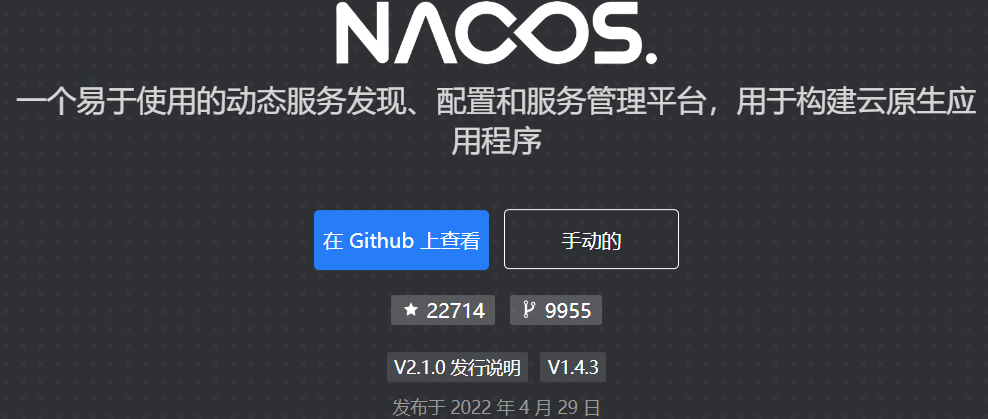 NACOS.
一个易于使用的动态服务发现、配置和服务管理平台，用于构建云原生应
用程序
在 Github 上查看
手动的
22714
9955
V2.1.0 发行说明
V1.4.3
发布于 2022 年 4 月 29 日